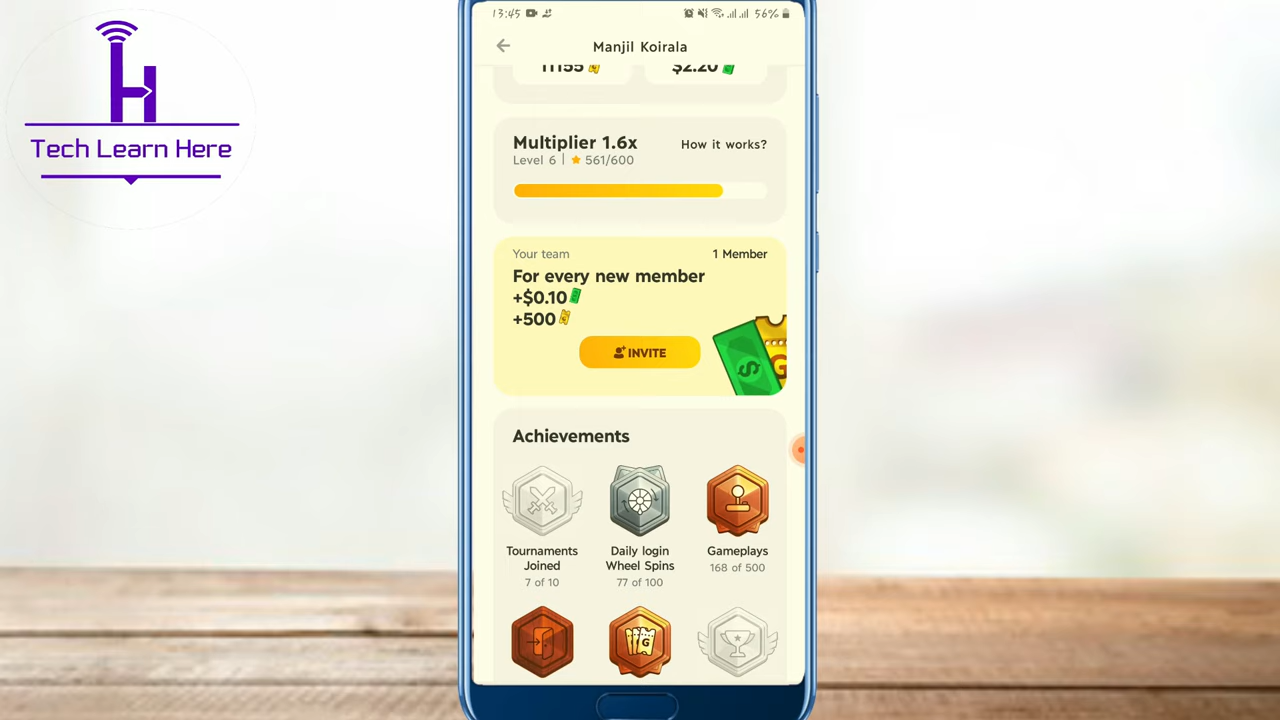 13:45
56%
Manjil Koirala
11155
$2.20
Multiplier 1.6x
How it works?
Level 6 | 561/600
Your team
1 Member
For every new member
+$0.10
+500
INVITE
G
$
Achievements
Tournaments
Joined
7 of 10
Daily login
Wheel Spins
77 of 100
Gameplays
168 of 500
G
H
Tech Learn Here